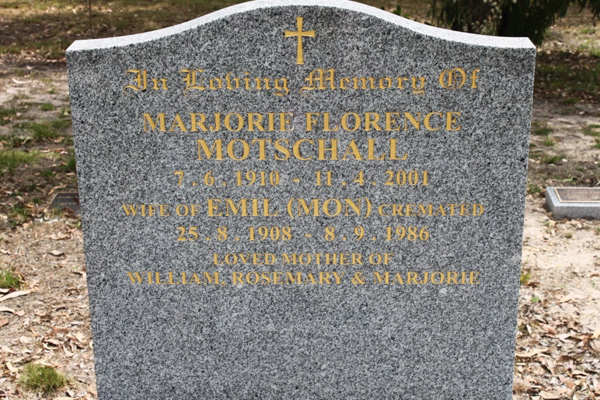 In Loving Memory Of
MARJORIE FLORENCE
MOTSCHALL
7 . 6 . 1910 - 11 . 4 . 2001
WIFE OF EMIL (MON) CREMATED
25 . 8 . 1908 - 8 . 9 . 1986
LOVED MOTHER OF
WILLIAM, ROSEMARY & MARJORIE